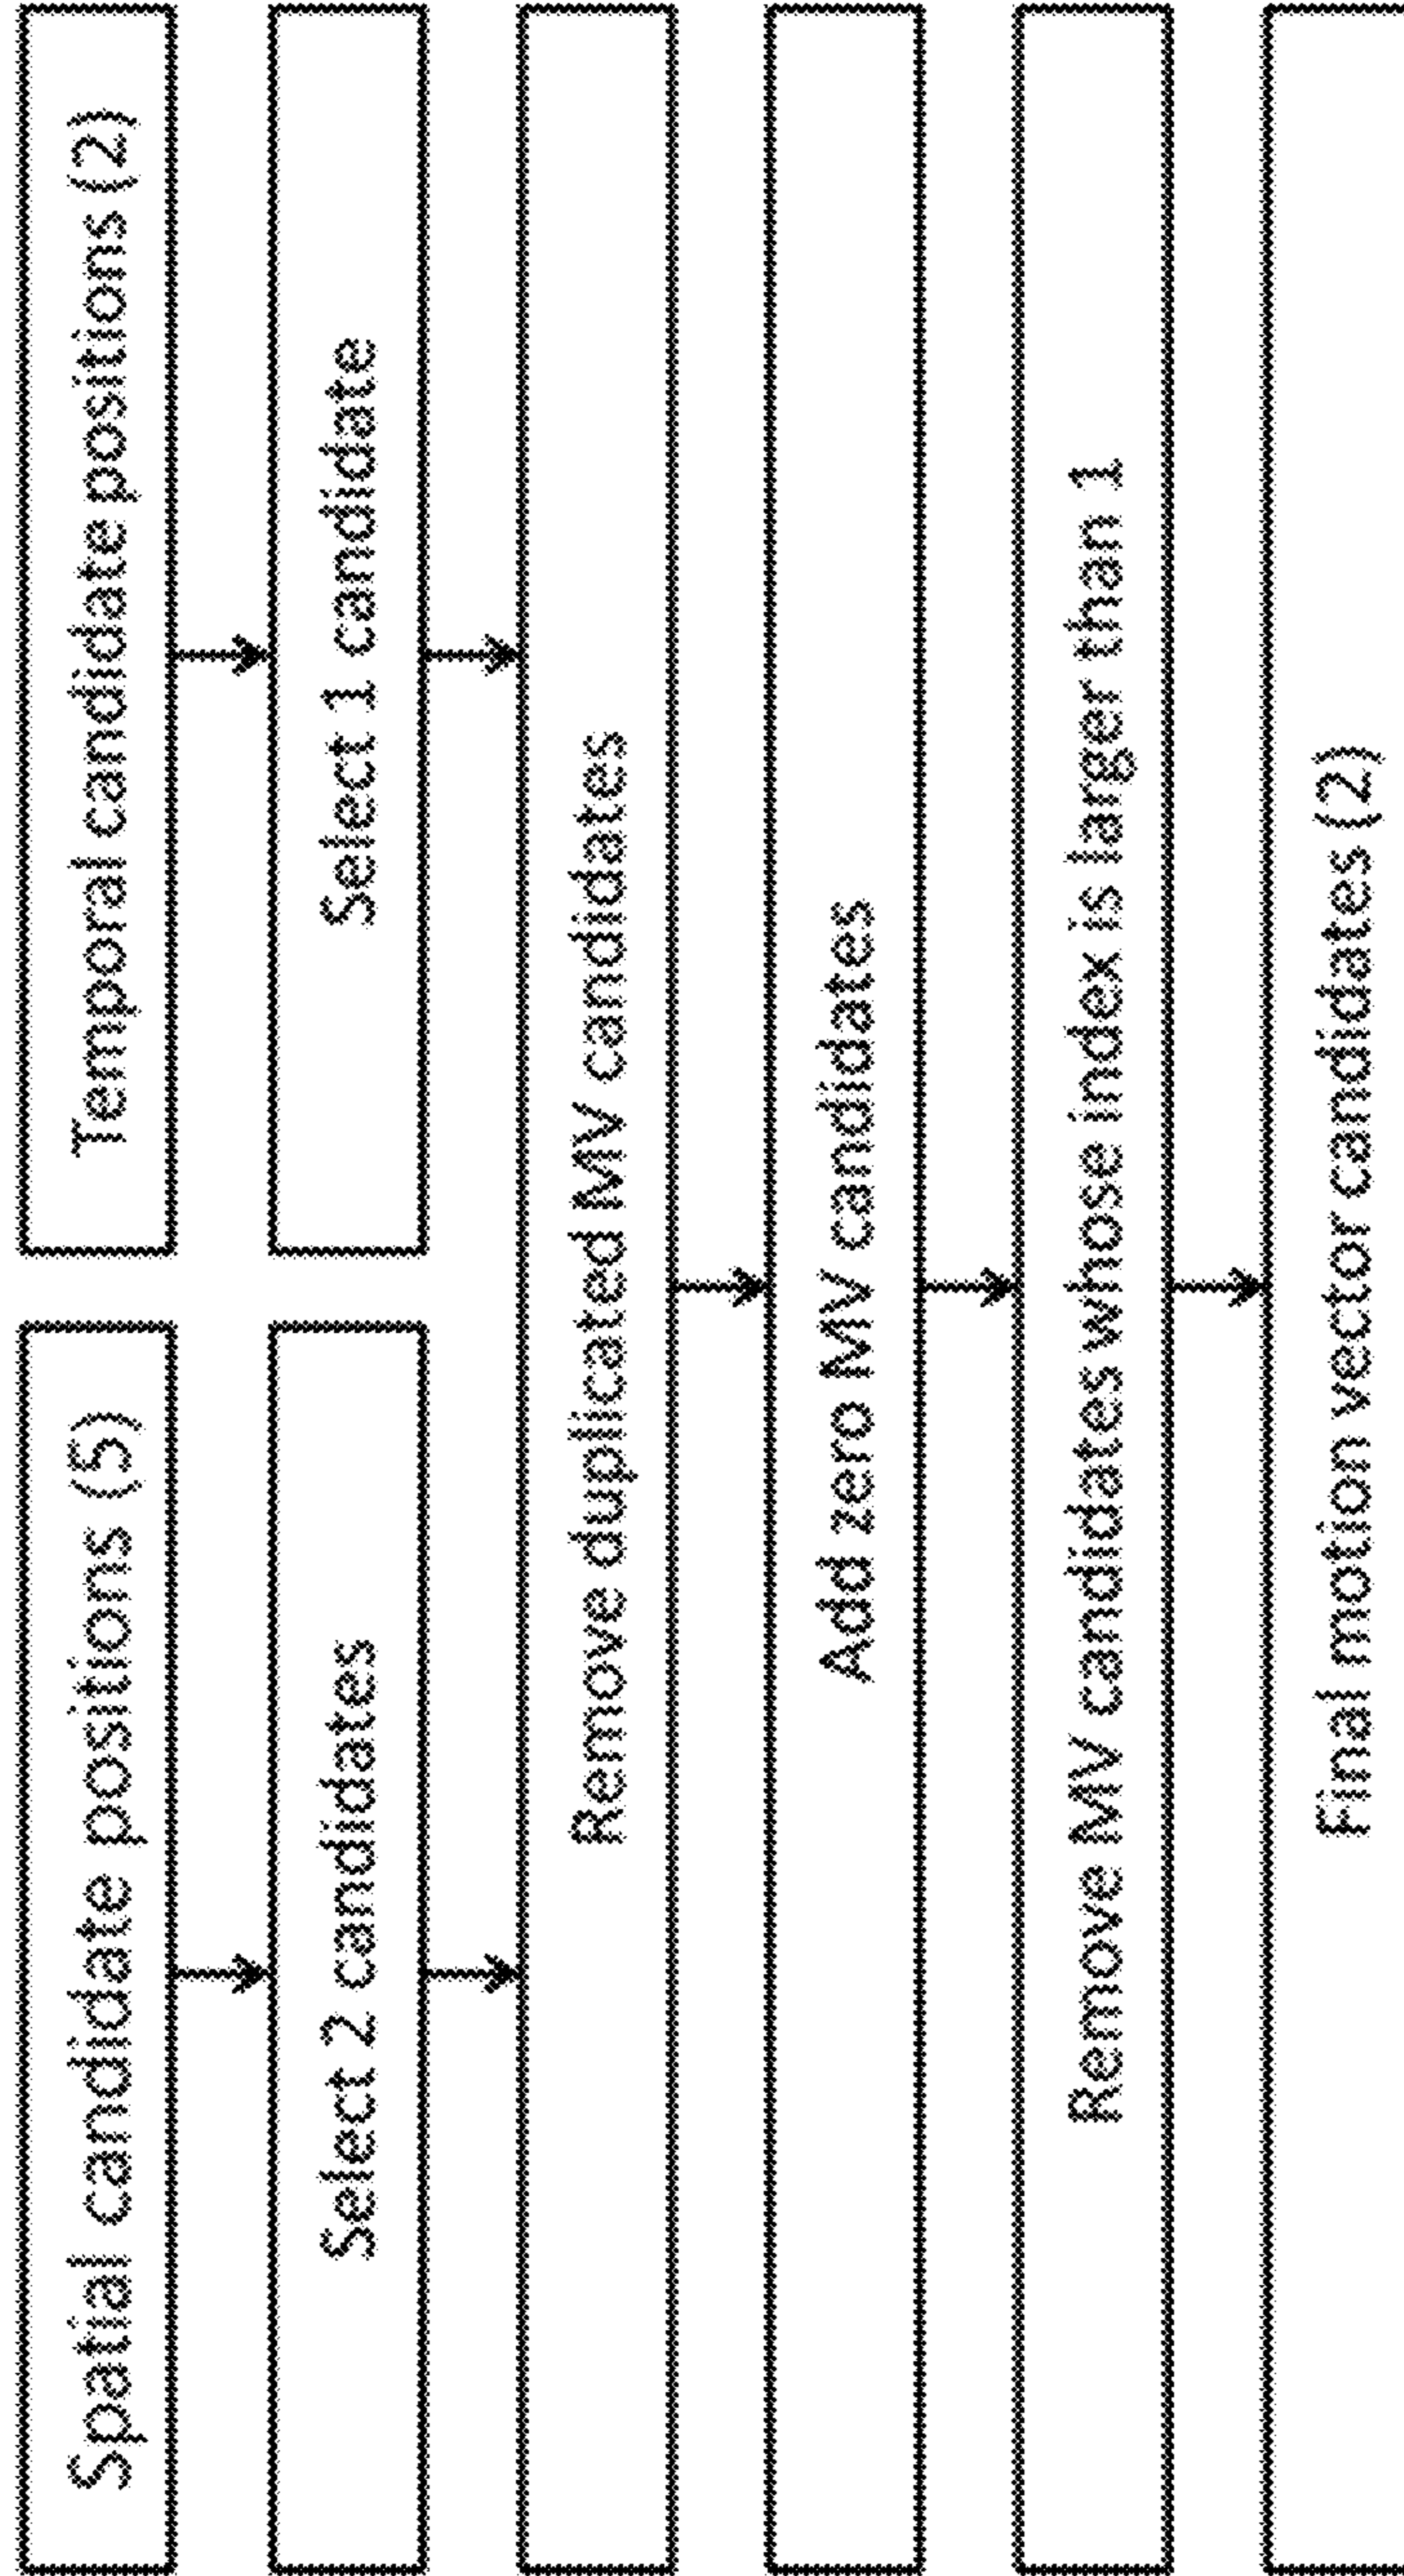 Spatial candidate positions (5)
Temporal candidate positions (2)
Select 2 candidates
Select 1 candidate
Remove duplicated MV candidates
Add zero MV candidates
Remove MV candidates whose index is larger than 1
Final motion vector candidates (2)